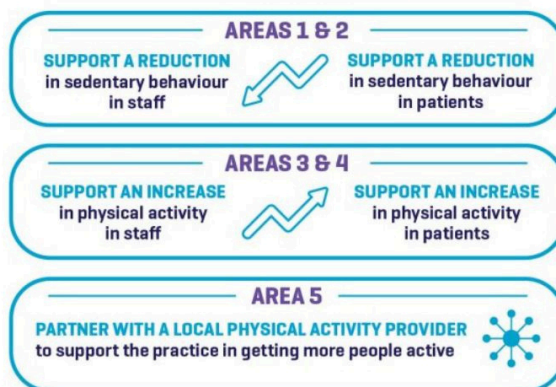 AREAS 1 & 2
SUPPORT A REDUCTION
in sedentary behaviour
in staff
SUPPORT A REDUCTION
in sedentary behaviour
in patients
AREAS 3 & 4
SUPPORT AN INCREASE
in physical activity
in staff
SUPPORT AN INCREASE
in physical activity
in patients
AREA 5
PARTNER WITH A LOCAL PHYSICAL ACTIVITY PROVIDER
to support the practice in getting more people active